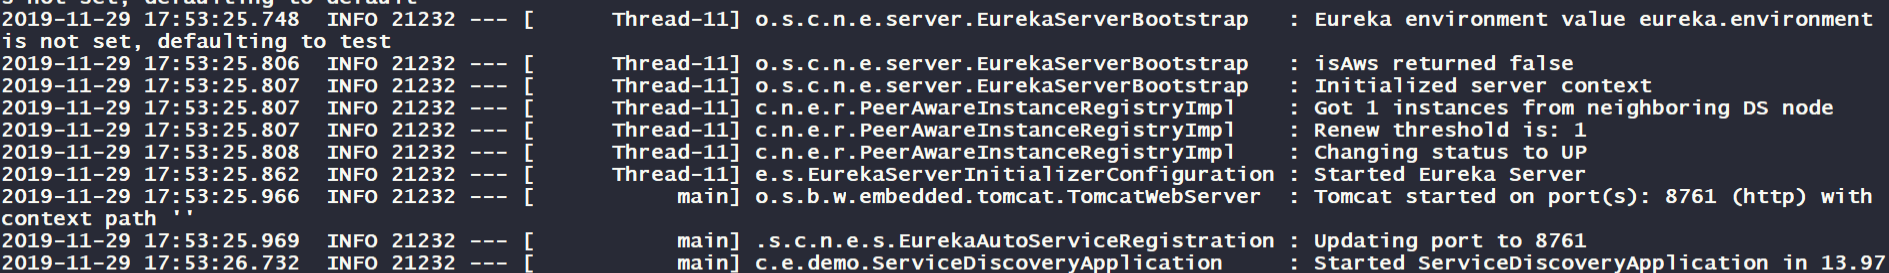 s not set, defaulting to default
2019-11-29 17:53:25.748  INFO 21232 --- [      Thread-11] o.s.c.n.e.server.EurekaServerBootstrap   : Eureka environment value eureka.environment
is not set, defaulting to test
2019-11-29 17:53:25.806  INFO 21232 --- [      Thread-11] o.s.c.n.e.server.EurekaServerBootstrap   : isAws returned false
2019-11-29 17:53:25.807  INFO 21232 --- [      Thread-11] o.s.c.n.e.server.EurekaServerBootstrap   : Initialized server context
2019-11-29 17:53:25.807  INFO 21232 --- [      Thread-11] c.n.e.r.PeerAwareInstanceRegistryImpl    : Got 1 instances from neighboring DS node
2019-11-29 17:53:25.807  INFO 21232 --- [      Thread-11] c.n.e.r.PeerAwareInstanceRegistryImpl    : Renew threshold is: 1
2019-11-29 17:53:25.808  INFO 21232 --- [      Thread-11] c.n.e.r.PeerAwareInstanceRegistryImpl    : Changing status to UP
2019-11-29 17:53:25.862  INFO 21232 --- [      Thread-11] e.s.EurekaServerInitializerConfiguration : Started Eureka Server
2019-11-29 17:53:25.966  INFO 21232 --- [           main] o.s.b.w.embedded.tomcat.TomcatWebServer  : Tomcat started on port(s): 8761 (http) with
context path ''
2019-11-29 17:53:25.969  INFO 21232 --- [           main] .s.c.n.e.s.EurekaAutoServiceRegistration : Updating port to 8761
2019-11-29 17:53:26.732  INFO 21232 --- [           main] c.e.demo.ServiceDiscoveryApplication     : Started ServiceDiscoveryApplication in 13.97